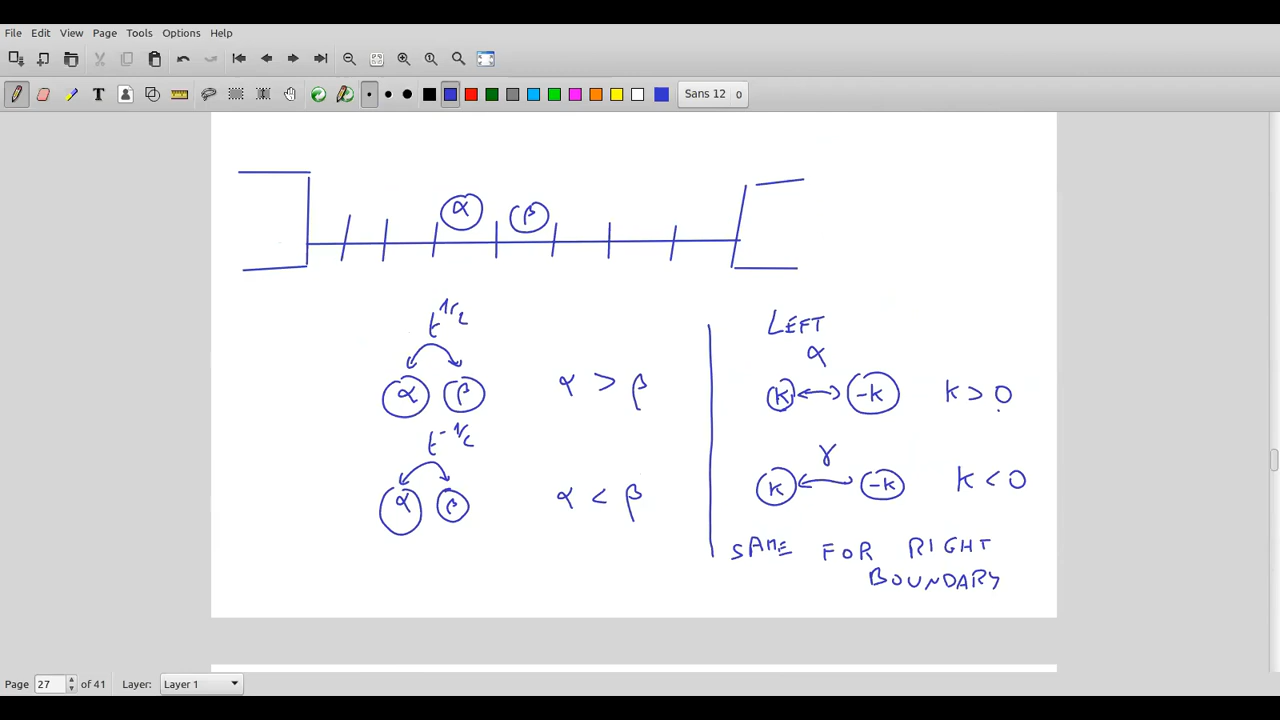 File Edit View Page Tools Options Help
Sans 12 0
α β
t^1/2
α β α > β
t^-1/2
α β α < β
LEFT
α
k -k k > 0
γ
k -k k < 0
SAME FOR RIGHT
BOUNDARY
Page 27 of 41 Layer: Layer 1